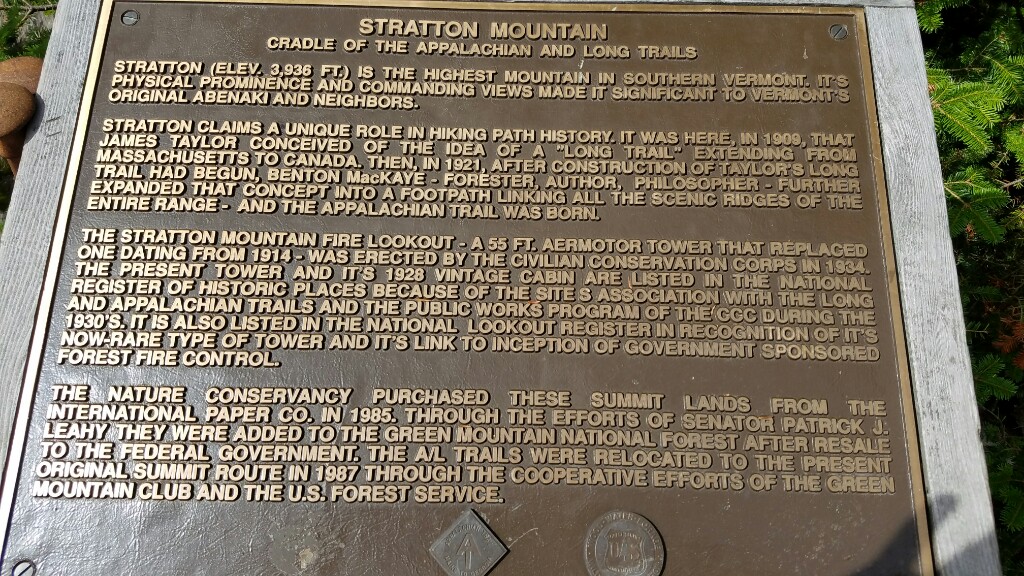 STRATTON MOUNTAIN
CRADLE OF THE APPALACHIAN AND LONG TRAILS
STRATTON (ELEV. 3,936 FT.) IS THE HIGHEST MOUNTAIN IN SOUTHERN VERMONT. IT'S
PHYSICAL PROMINENCE AND COMMANDING VIEWS MADE IT SIGNIFICANT TO VERMONT'S
ORIGINAL ABENAKI AND NEIGHBORS.
STRATTON CLAIMS A UNIQUE ROLE IN HIKING PATH HISTORY. IT WAS HERE, IN 1909, THAT
JAMES TAYLOR CONCEIVED OF THE IDEA OF A "LONG TRAIL" EXTENDING FROM
MASSACHUSETTS TO CANADA. THEN, IN 1921, AFTER CONSTRUCTION OF TAYLOR'S LONG
TRAIL HAD BEGUN, BENTON MacKAYE - FORESTER, AUTHOR, PHILOSOPHER - FURTHER
EXPANDED THAT CONCEPT INTO A FOOTPATH LINKING ALL THE SCENIC RIDGES OF THE
ENTIRE RANGE - AND THE APPALACHIAN TRAIL WAS BORN.
THE STRATTON MOUNTAIN FIRE LOOKOUT - A 55 FT. AERMOTOR TOWER THAT REPLACED
ONE DATING FROM 1914 - WAS ERECTED BY THE CIVILIAN CONSERVATION CORPS IN 1934.
THE PRESENT TOWER AND IT'S 1928 VINTAGE CABIN ARE LISTED IN THE NATIONAL
REGISTER OF HISTORIC PLACES BECAUSE OF THE SITE'S ASSOCIATION WITH THE LONG
AND APPALACHIAN TRAILS AND THE PUBLIC WORKS PROGRAM OF THE CCC DURING THE
1930'S. IT IS ALSO LISTED IN THE NATIONAL LOOKOUT REGISTER IN RECOGNITION OF IT'S
NOW-RARE TYPE OF TOWER AND IT'S LINK TO INCEPTION OF GOVERNMENT SPONSORED
FOREST FIRE CONTROL.
THE NATURE CONSERVANCY PURCHASED THESE SUMMIT LANDS FROM THE
INTERNATIONAL PAPER CO. IN 1985. THROUGH THE EFFORTS OF SENATOR PATRICK J.
LEAHY THEY WERE ADDED TO THE GREEN MOUNTAIN NATIONAL FOREST AFTER RESALE
TO THE FEDERAL GOVERNMENT. THE A/L TRAILS WERE RELOCATED TO THE PRESENT
ORIGINAL SUMMIT ROUTE IN 1987 THROUGH THE COOPERATIVE EFFORTS OF THE GREEN
MOUNTAIN CLUB AND THE U.S. FOREST SERVICE.